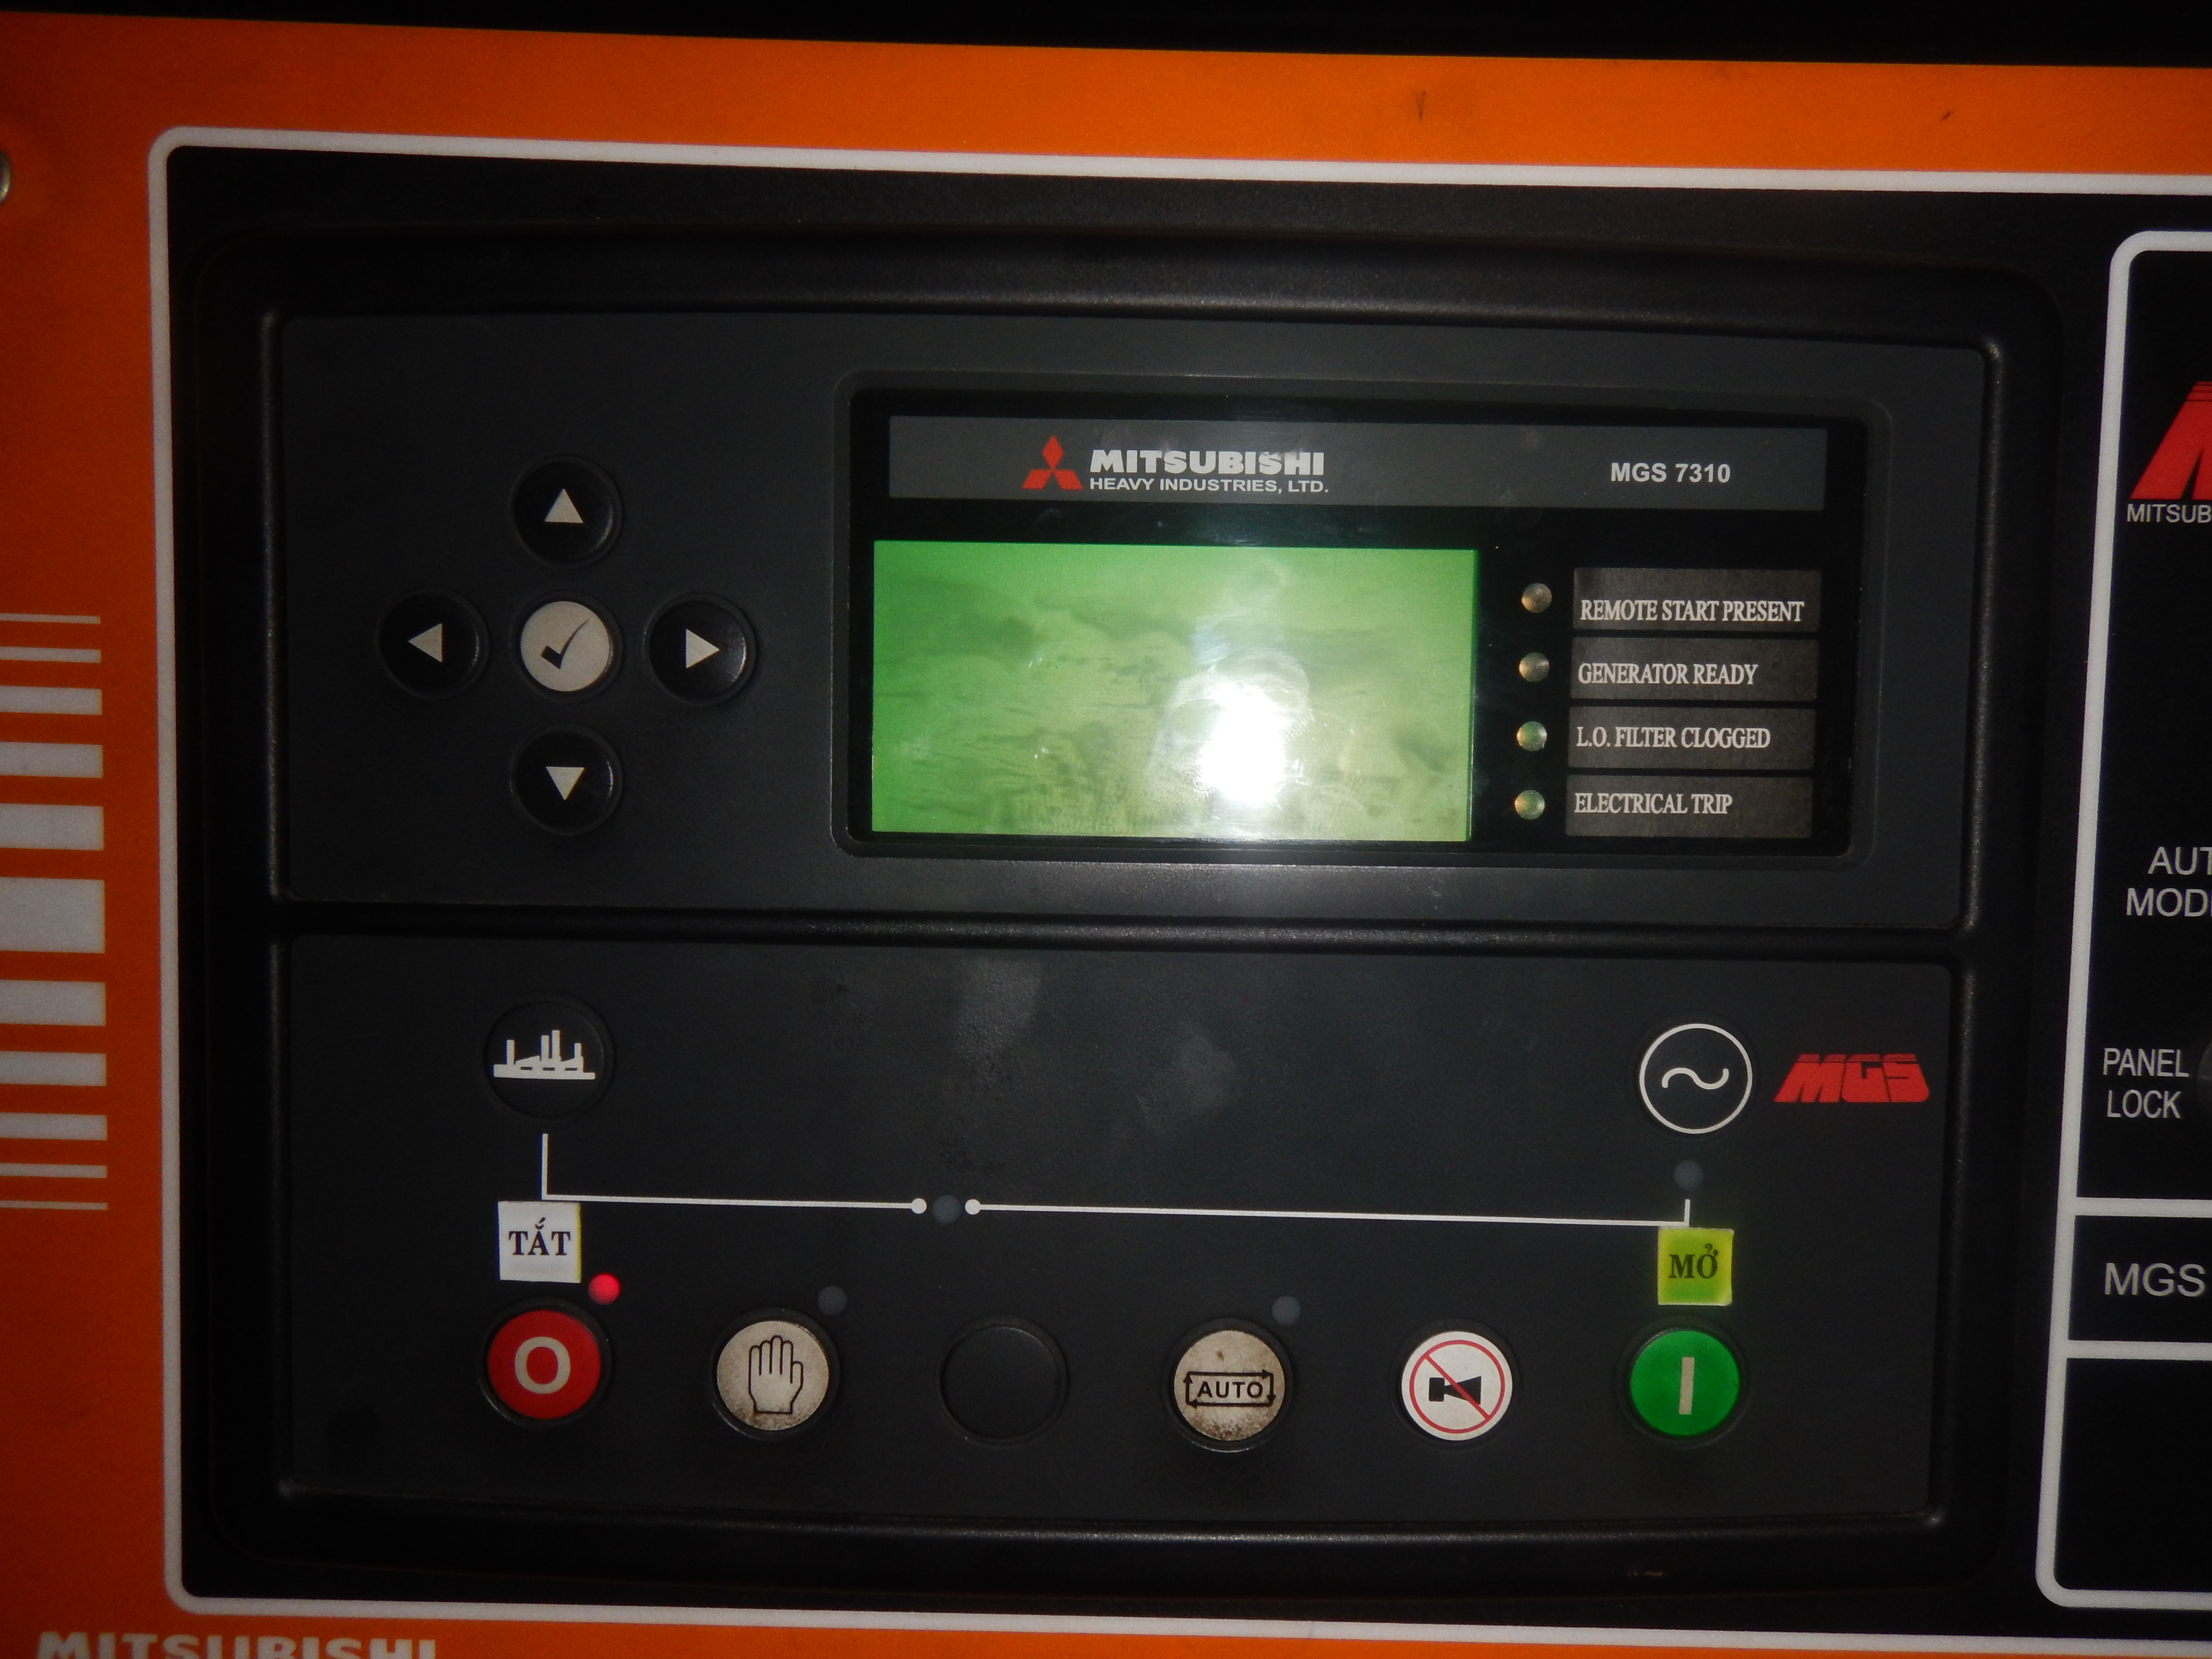 MITSUBISHI
HEAVY INDUSTRIES, LTD.
MGS 7310
REMOTE START PRESENT
GENERATOR READY
L.O. FILTER CLOGGED
ELECTRICAL TRIP
MGS
TẮT
MỞ
O
AUTO
I
MITSUB
AUT
MOD
PANEL
LOCK
MGS
MITSUBISHI